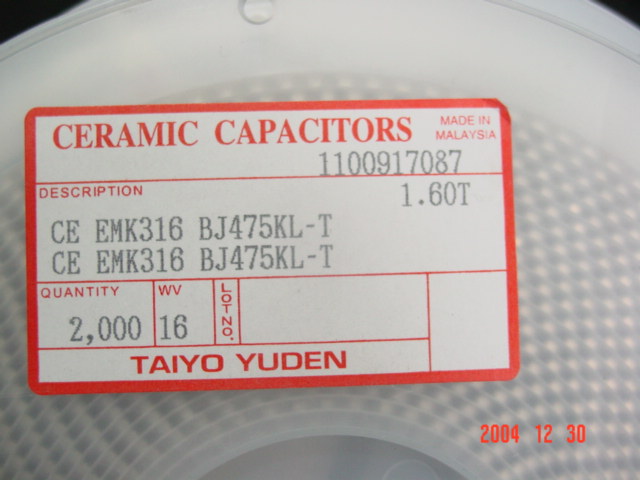 CERAMIC CAPACITORS
MADE IN
MALAYSIA
1100917087
DESCRIPTION
1.60T
CE EMK316 BJ475KL-T
CE EMK316 BJ475KL-T
QUANTITY
2,000
WV
16
LOT NO.
TAIYO YUDEN
2004 12 30